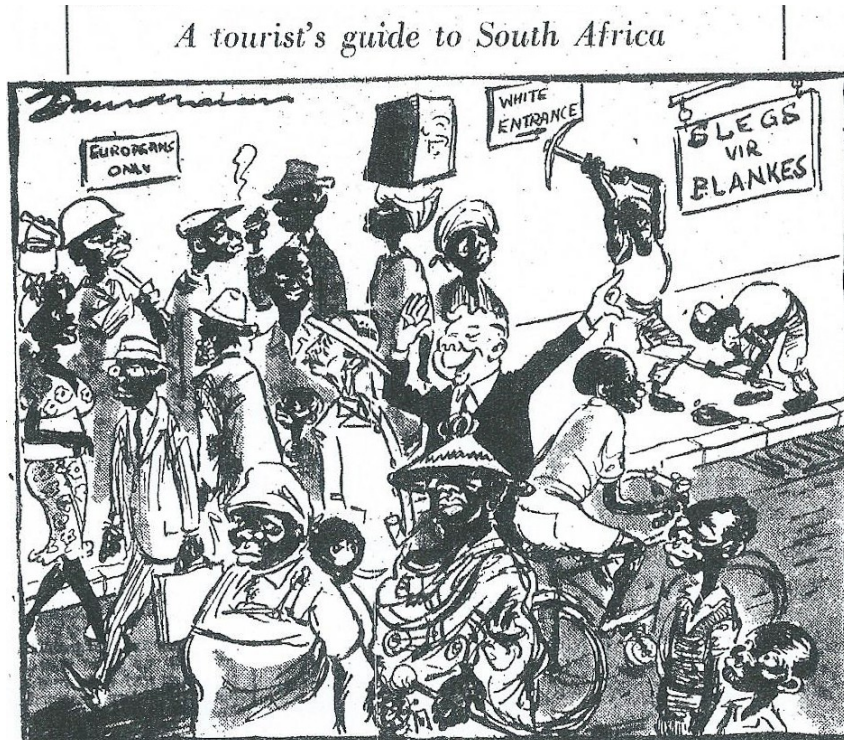 A tourist's guide to South Africa
EUROPEANS
ONLY
WHITE
ENTRANCE
SLEGS
VIR
BLANKES